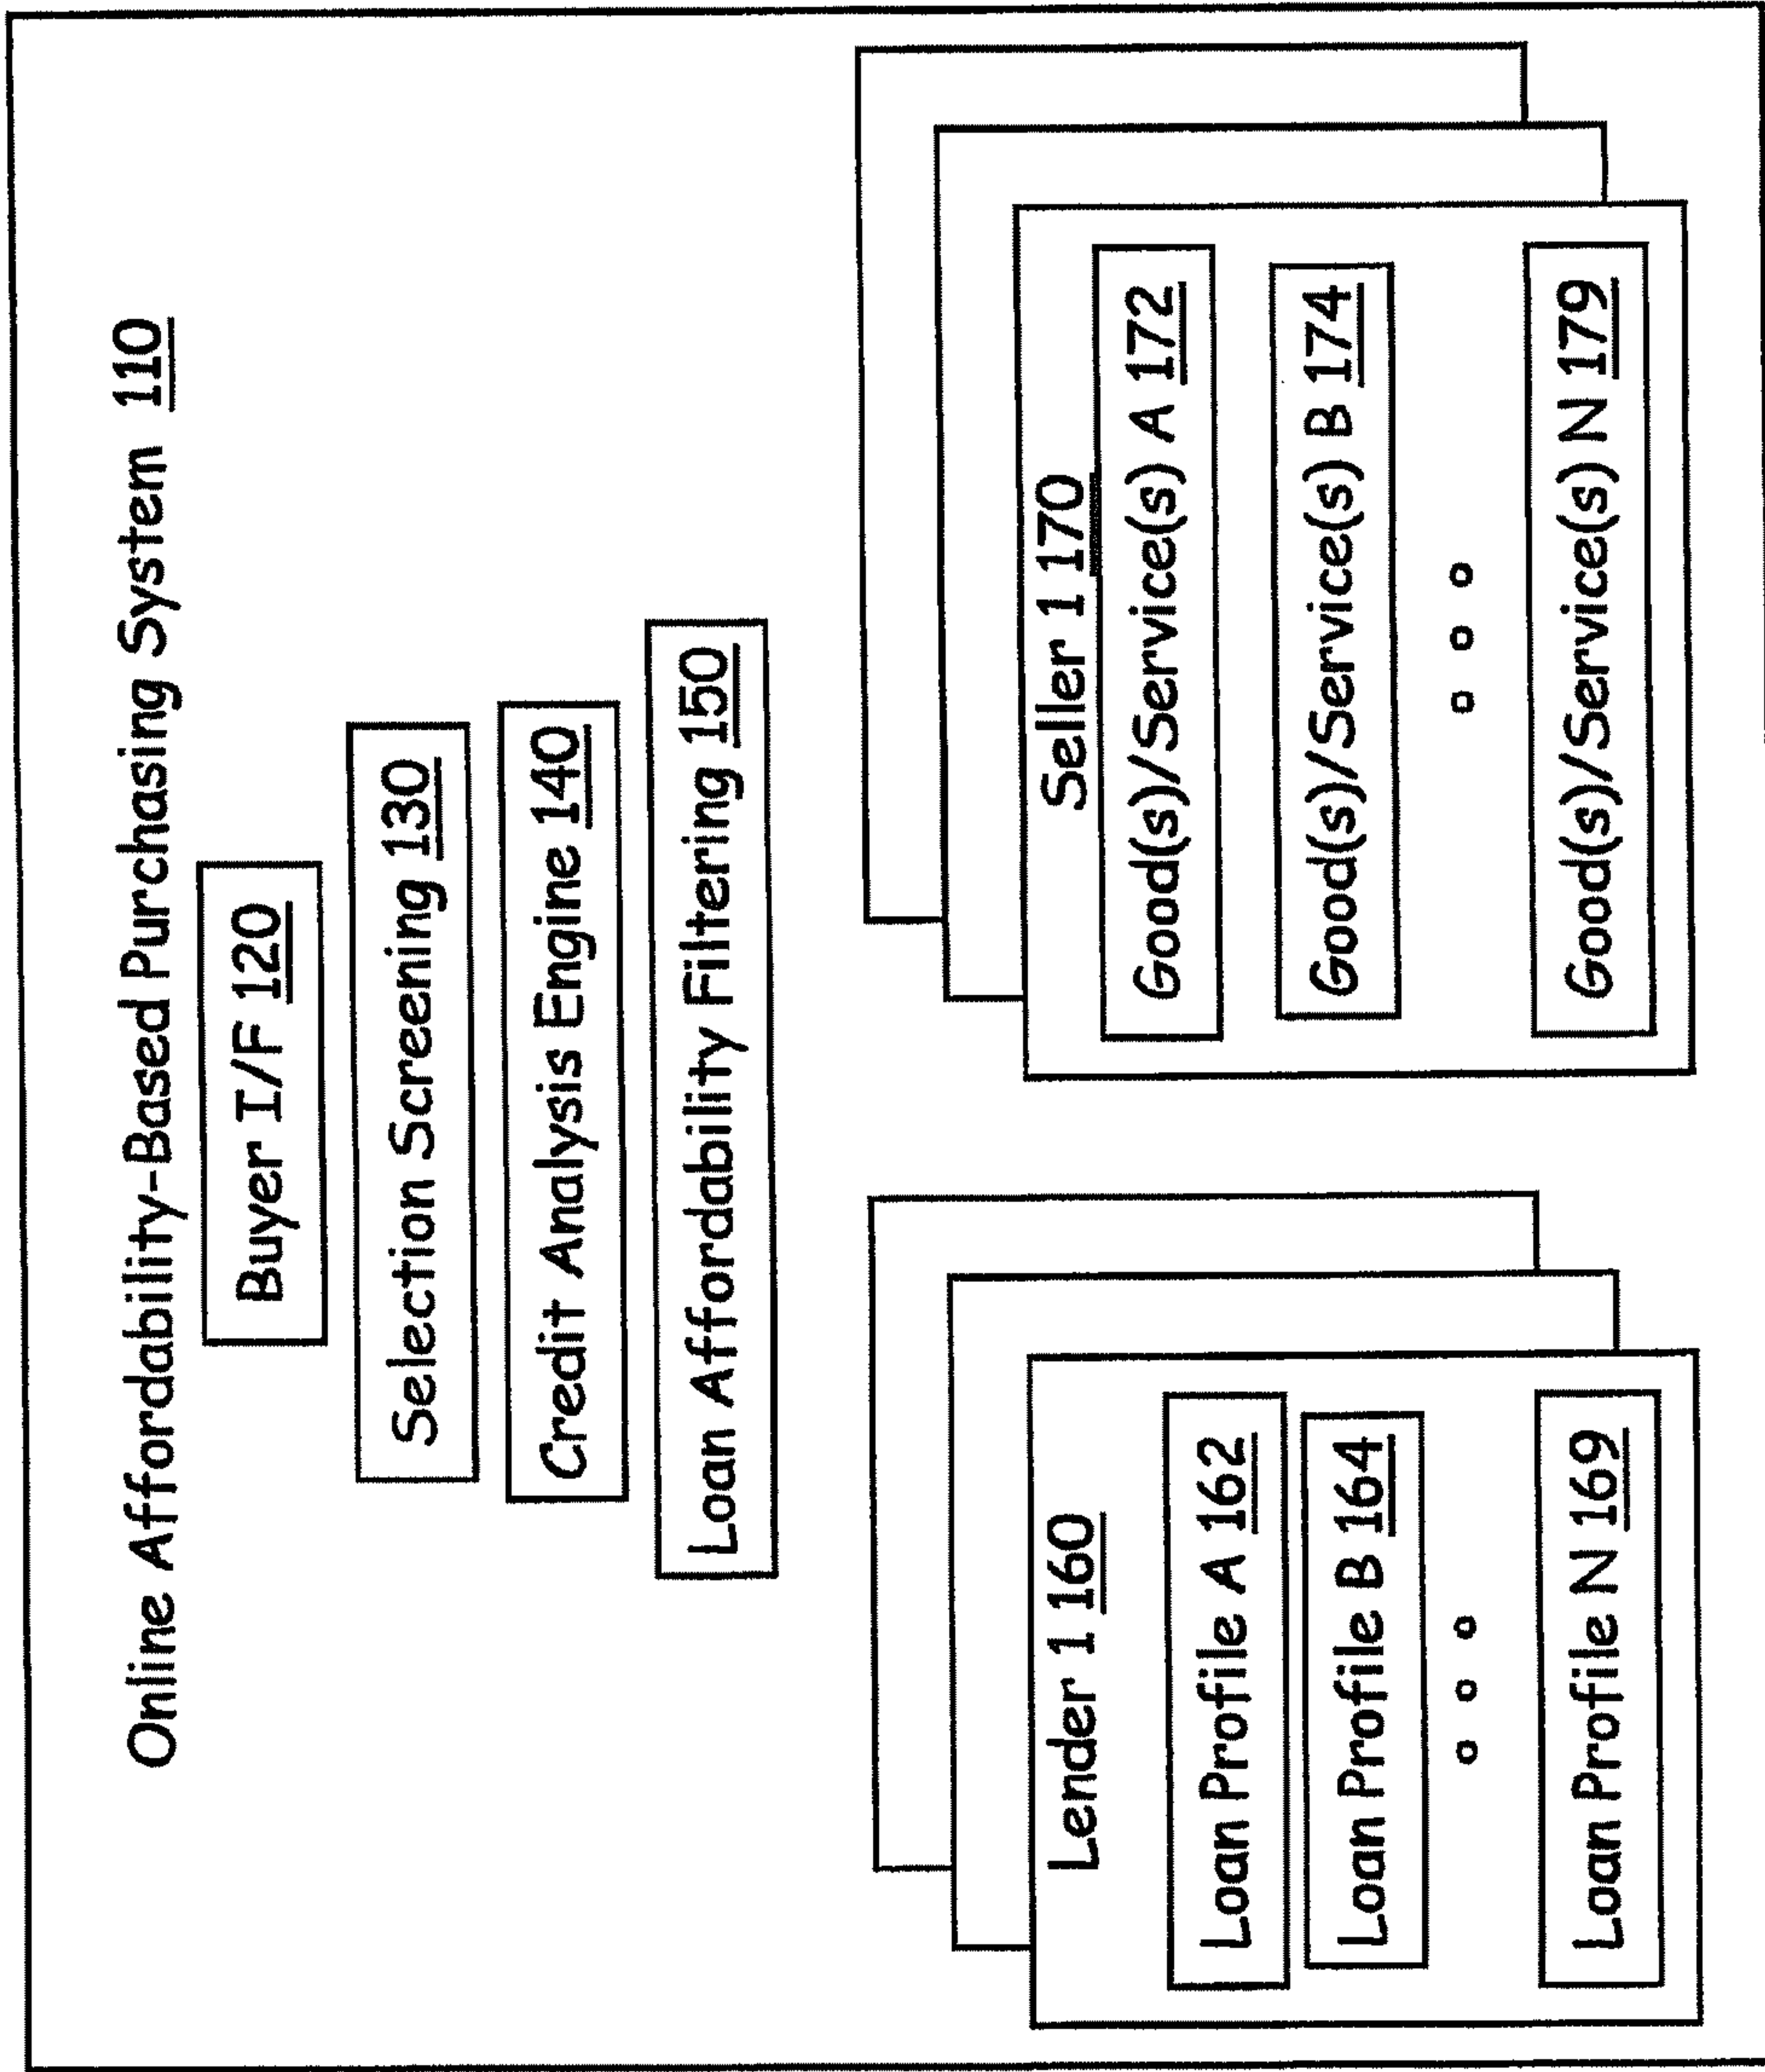 Online Affordability-Based Purchasing System 110
Buyer I/F 120
Selection Screening 130
Credit Analysis Engine 140
Loan Affordability Filtering 150
Lender 1 160
Loan Profile A 162
Loan Profile B 164
Loan Profile N 169
Seller 1 170
Good(s)/Service(s) A 172
Good(s)/Service(s) B 174
Good(s)/Service(s) N 179